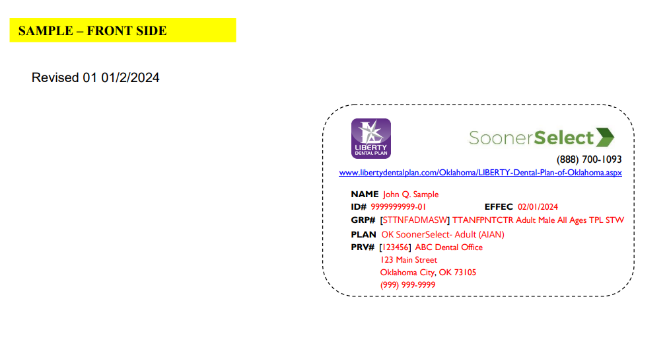 SAMPLE – FRONT SIDE
Revised 01 01/2/2024
LIBERTY
DENTAL PLAN
SoonerSelect
(888) 700-1093
www.libertydentalplan.com/Oklahoma/LIBERTY-Dental-Plan-of-Oklahoma.aspx
NAME John Q. Sample
ID# 9999999999-01 EFFEC 02/01/2024
GRP# [STTNFADMASW] TTANFPNTCTR Adult Male All Ages TPL STW
PLAN OK SoonerSelect- Adult (AIAN)
PRV# [123456] ABC Dental Office
123 Main Street
Oklahoma City, OK 73105
(999) 999-9999